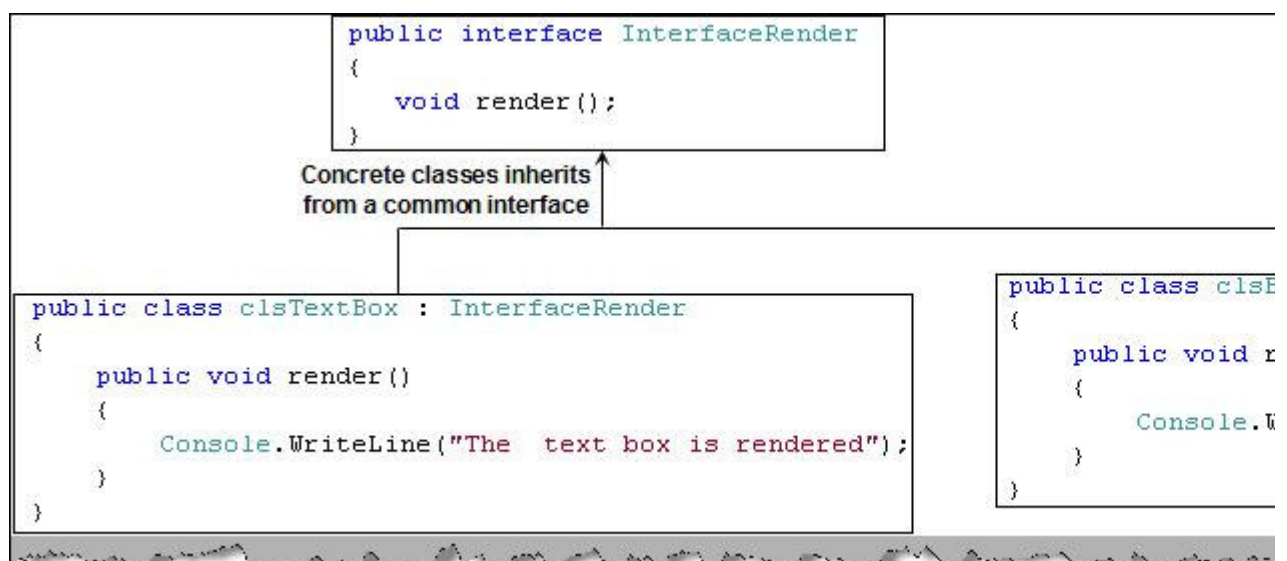 public interface InterfaceRender
{
void render();
}
Concrete classes inherits
from a common interface
public class clsTextBox : InterfaceRender
{
public void render()
{
Console.WriteLine("The  text box is rendered");
}
}
public class
{
public void
{
Console.
}
}